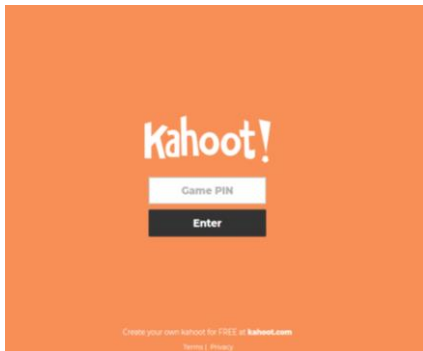 Kahoot!
Game PIN
Enter
Create your own kahoot for FREE at kahoot.com
Terms | Privacy